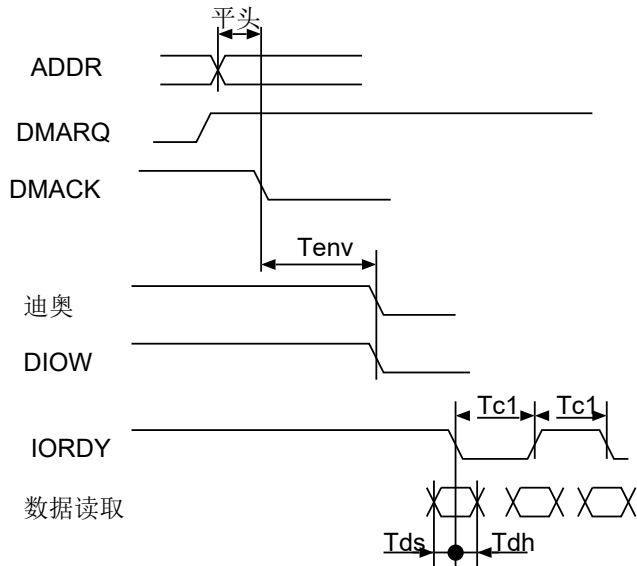 平头
ADDR
DMARQ
DMACK
Tenv
迪奥
DIOW
Tc1 Tc1
IORDY
数据读取
Tds Tdh